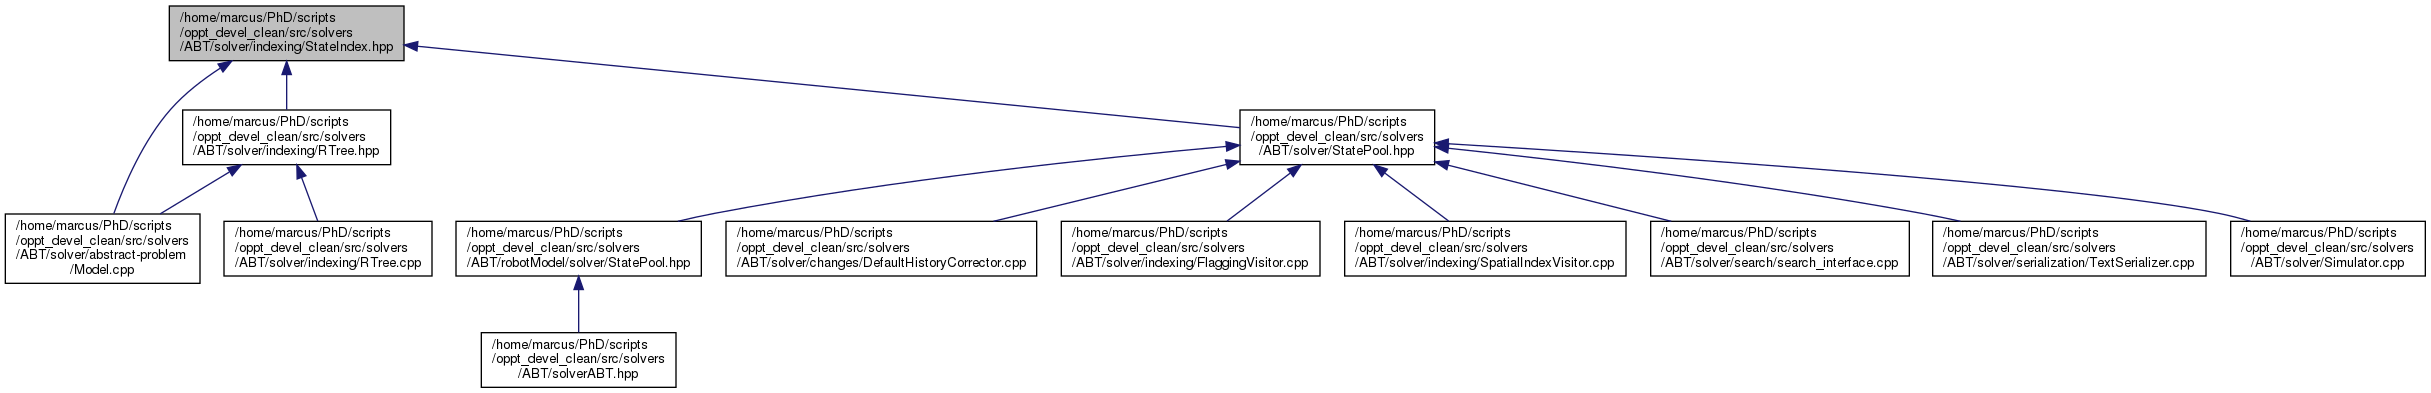 /home/marcus/PhD/scripts
/oppt_devel_clean/src/solvers
/ABT/solver/indexing/StateIndex.hpp
/home/marcus/PhD/scripts
/oppt_devel_clean/src/solvers
/ABT/solver/indexing/RTree.hpp
/home/marcus/PhD/scripts
/oppt_devel_clean/src/solvers
/ABT/solver/StatePool.hpp
/home/marcus/PhD/scripts
/oppt_devel_clean/src/solvers
/ABT/solver/abstract-problem
/Model.cpp
/home/marcus/PhD/scripts
/oppt_devel_clean/src/solvers
/ABT/solver/indexing/RTree.cpp
/home/marcus/PhD/scripts
/oppt_devel_clean/src/solvers
/ABT/robotModel/solver/StatePool.hpp
/home/marcus/PhD/scripts
/oppt_devel_clean/src/solvers
/ABT/solver/changes/DefaultHistoryCorrector.cpp
/home/marcus/PhD/scripts
/oppt_devel_clean/src/solvers
/ABT/solver/indexing/FlaggingVisitor.cpp
/home/marcus/PhD/scripts
/oppt_devel_clean/src/solvers
/ABT/solver/indexing/SpatialIndexVisitor.cpp
/home/marcus/PhD/scripts
/oppt_devel_clean/src/solvers
/ABT/solver/search/search_interface.cpp
/home/marcus/PhD/scripts
/oppt_devel_clean/src/solvers
/ABT/solver/serialization/TextSerializer.cpp
/home/marcus/PhD/scripts
/oppt_devel_clean/src/solvers
/ABT/solver/Simulator.cpp
/home/marcus/PhD/scripts
/oppt_devel_clean/src/solvers
/ABT/solverABT.hpp